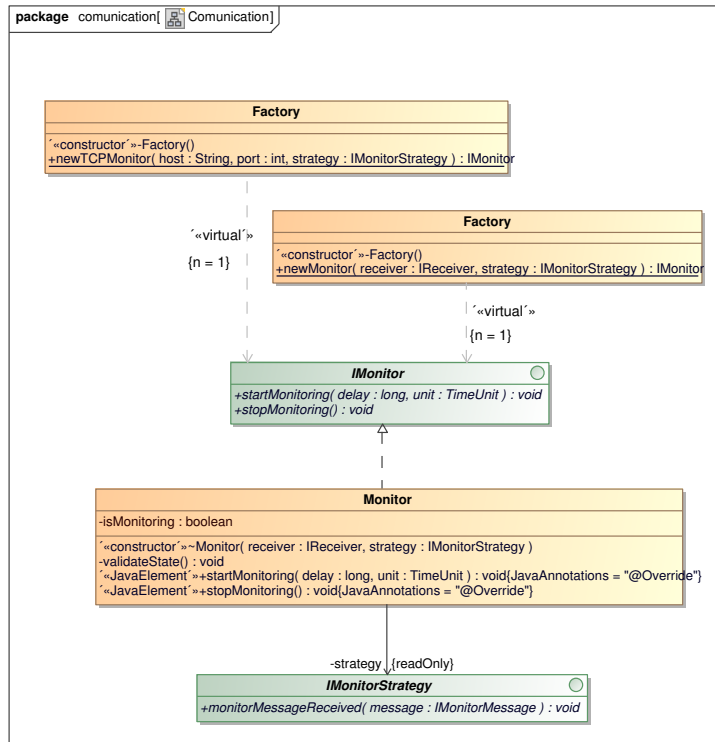 package comunication[ Comunication]
Factory
´«constructor´»-Factory()
+newTCPMonitor( host : String, port : int, strategy : IMonitorStrategy ) : IMonitor
´«virtual´»
{n = 1}
Factory
´«constructor´»-Factory()
+newMonitor( receiver : IReceiver, strategy : IMonitorStrategy ) : IMonitor
´«virtual´»
{n = 1}
IMonitor
+startMonitoring( delay : long, unit : TimeUnit ) : void
+stopMonitoring() : void
Monitor
-isMonitoring : boolean
´«constructor´»~Monitor( receiver : IReceiver, strategy : IMonitorStrategy )
-validateState() : void
´«JavaElement´»+startMonitoring( delay : long, unit : TimeUnit ) : void{JavaAnnotations = "@Override"}
´«JavaElement´»+stopMonitoring() : void{JavaAnnotations = "@Override"}
-strategy {readOnly}
IMonitorStrategy
+monitorMessageReceived( message : IMonitorMessage ) : void